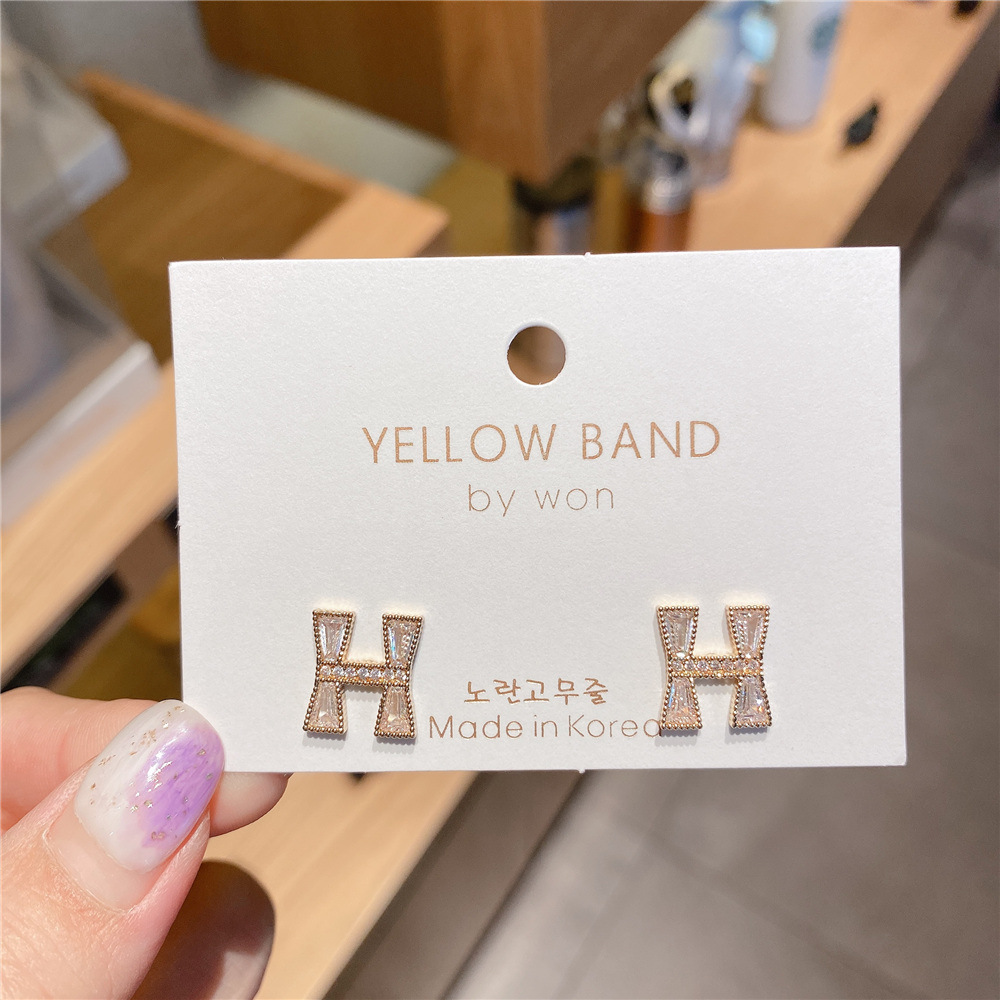 YELLOW BAND
by won
노란고무줄
Made in Korea